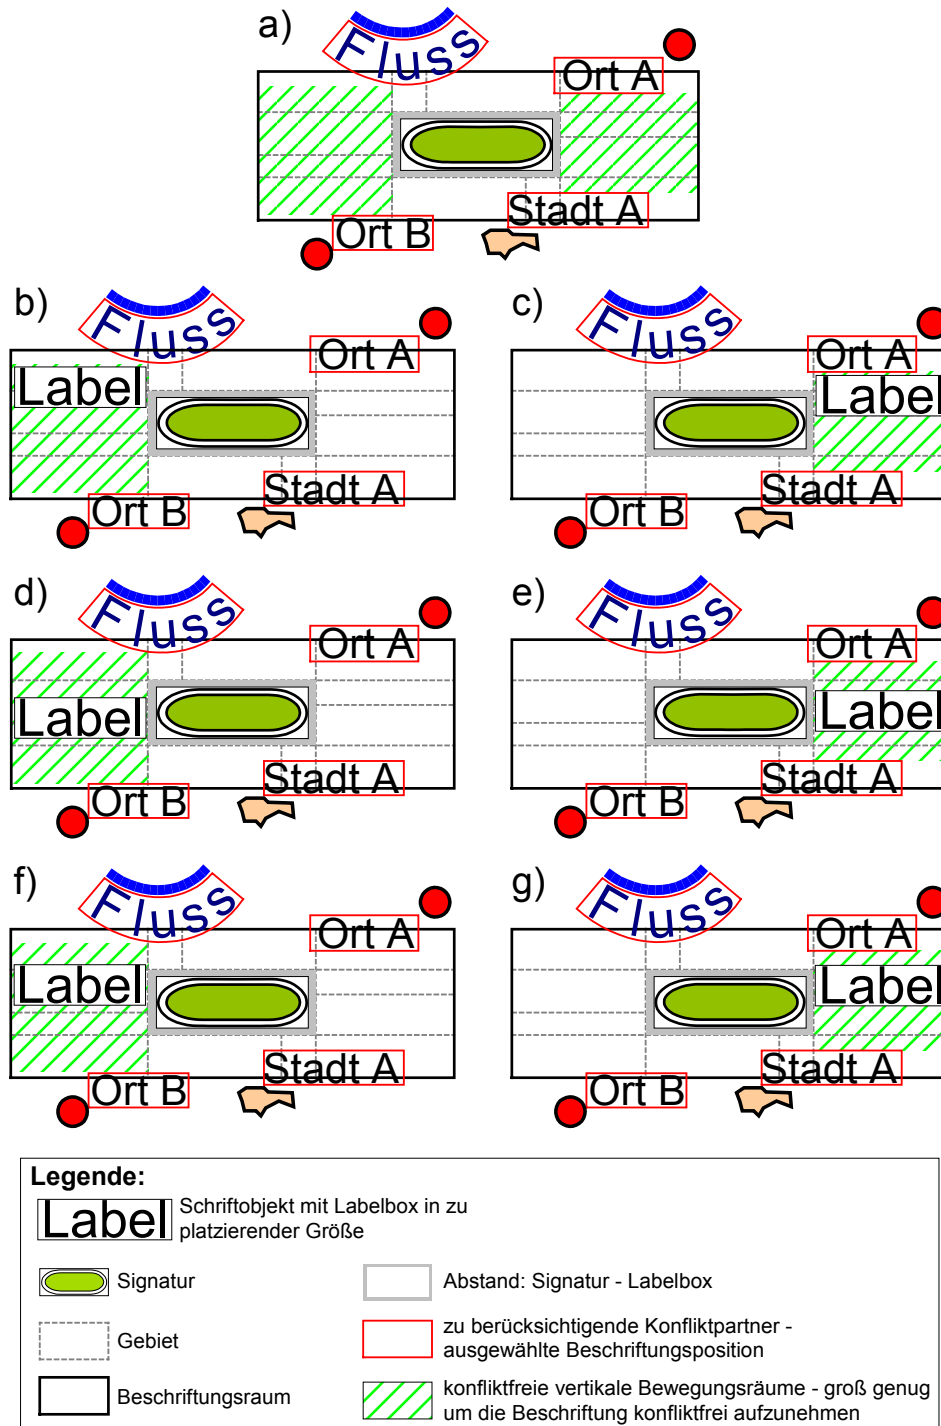 a)
Fluss
Ort A
Ort B
Stadt A
b)
Fluss
Ort A
Label
Ort B
Stadt A
c)
Fluss
Ort A
Label
Ort B
Stadt A
d)
Fluss
Ort A
Label
Ort B
Stadt A
e)
Fluss
Ort A
Label
Ort B
Stadt A
f)
Fluss
Ort A
Label
Ort B
Stadt A
g)
Fluss
Ort A
Label
Ort B
Stadt A
Legende:
Label
Schriftobjekt mit Labelbox in zu
platzierender Größe
Signatur
Abstand: Signatur - Labelbox
Gebiet
zu berücksichtigende Konfliktpartner -
ausgewählte Beschriftungsposition
Beschriftungsraum
konfliktfreie vertikale Bewegungsräume - groß genug
um die Beschriftung konfliktfrei aufzunehmen